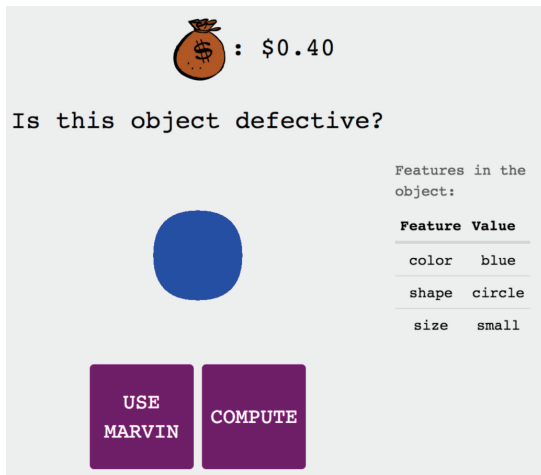 $ : $0.40
Is this object defective?
Features in the
object:
Feature Value
color blue
shape circle
size small
USE
MARVIN
COMPUTE